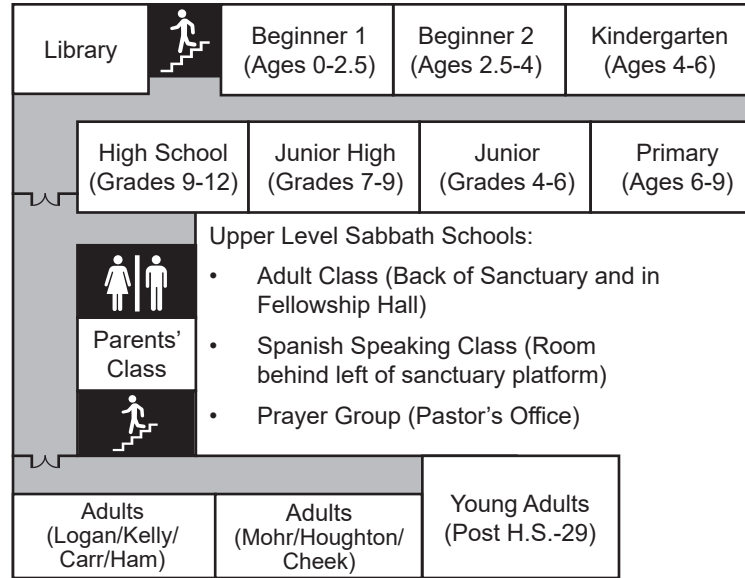 Library
Beginner 1
(Ages 0-2.5)
Beginner 2
(Ages 2.5-4)
Kindergarten
(Ages 4-6)
High School
(Grades 9-12)
Junior High
(Grades 7-9)
Junior
(Grades 4-6)
Primary
(Ages 6-9)
Upper Level Sabbath Schools:
• Adult Class (Back of Sanctuary and in
Fellowship Hall)
• Spanish Speaking Class (Room
behind left of sanctuary platform)
• Prayer Group (Pastor’s Office)
Parents’
Class
Adults
(Logan/Kelly/
Carr/Ham)
Adults
(Mohr/Houghton/
Cheek)
Young Adults
(Post H.S.-29)